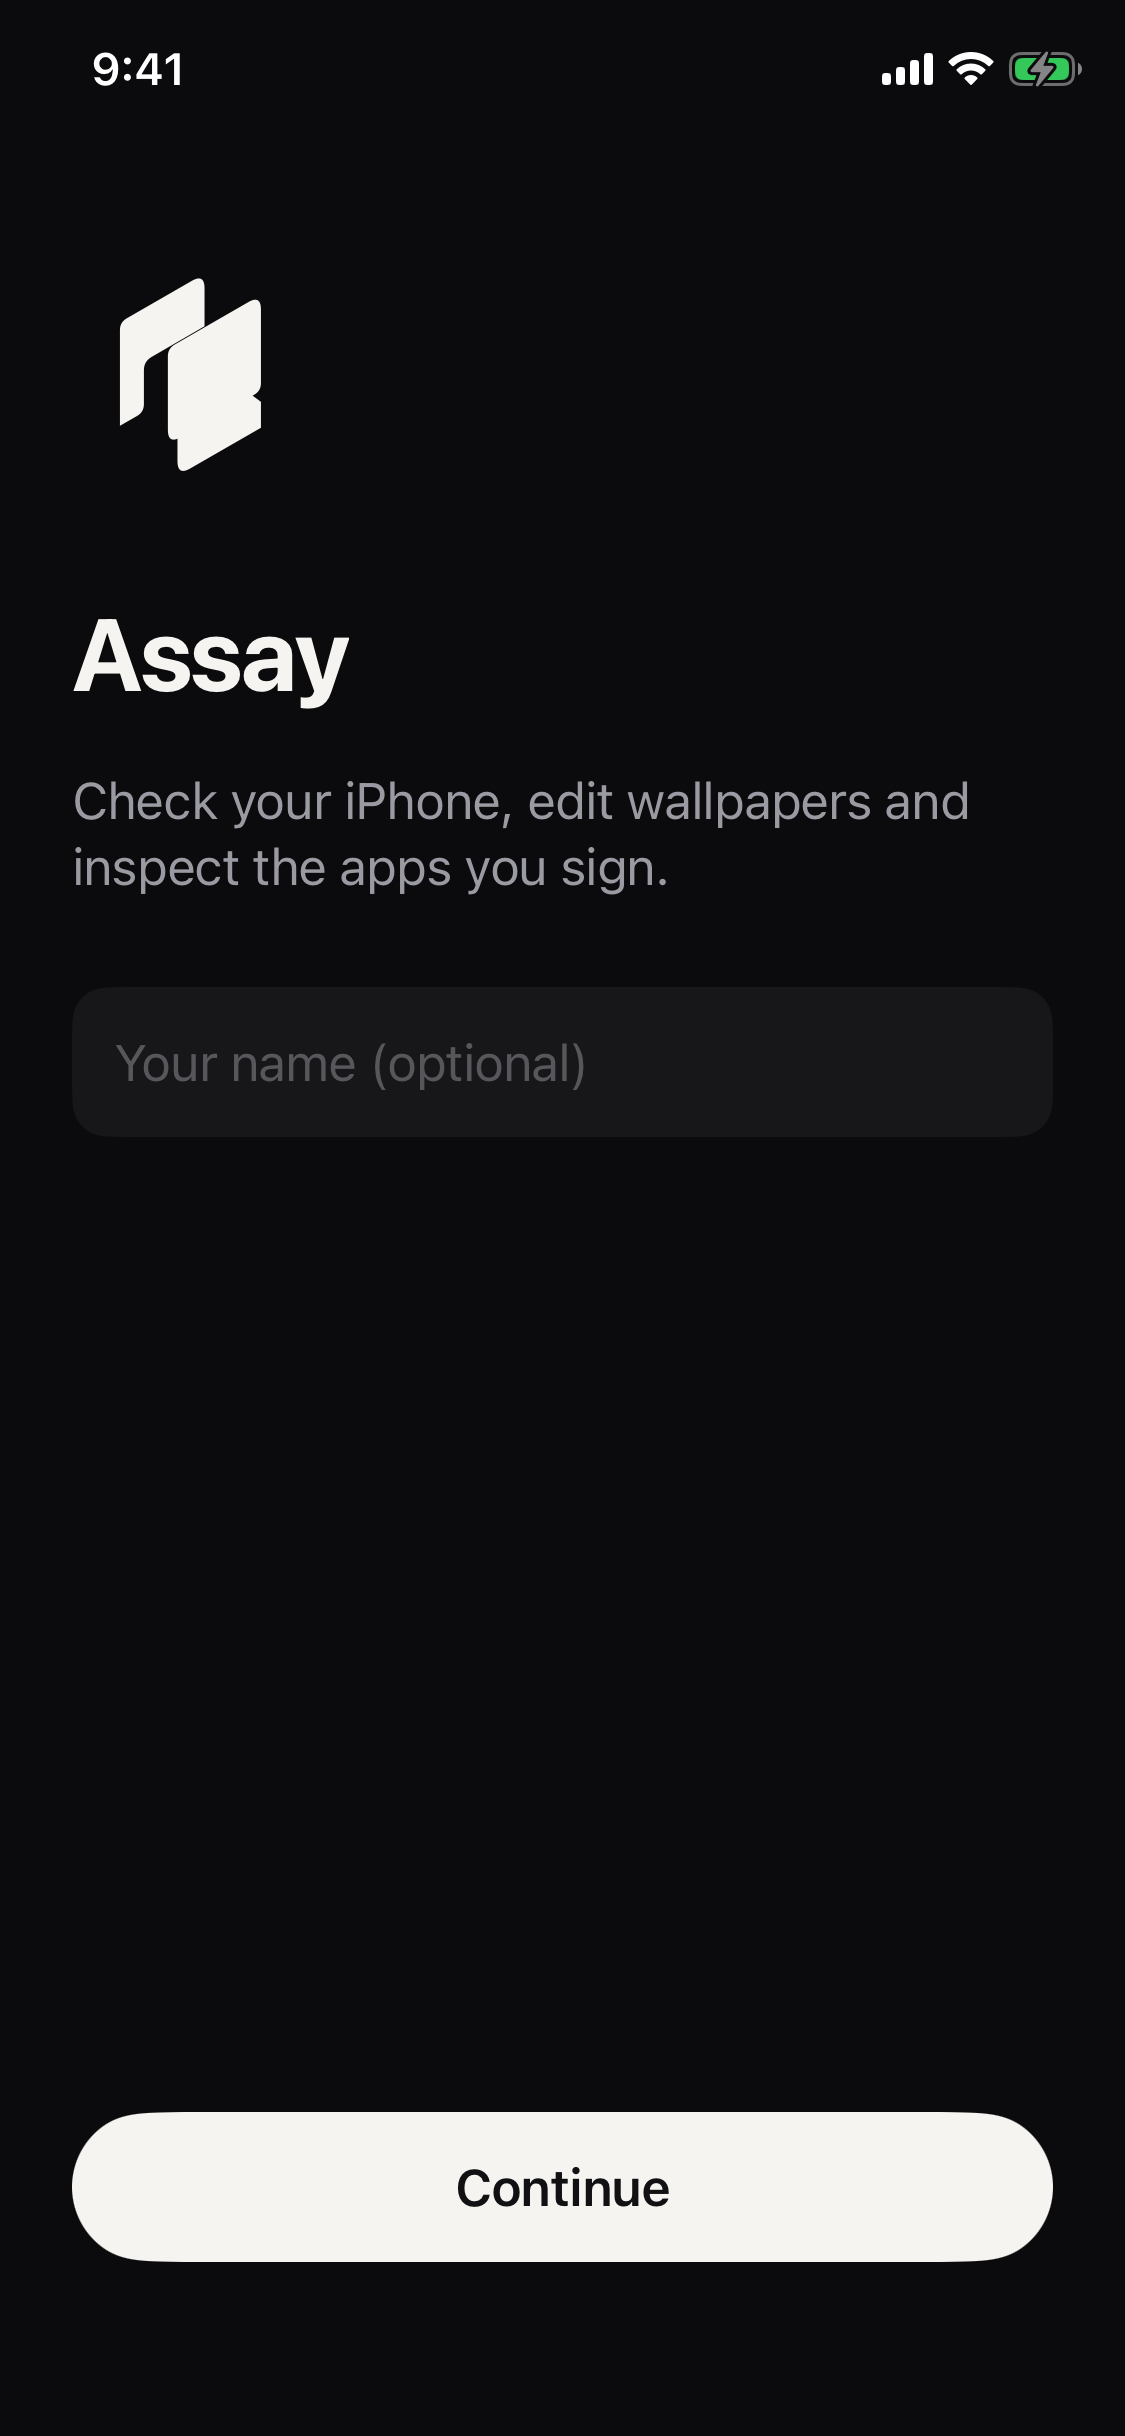 9:41
Assay
Check your iPhone, edit wallpapers and
inspect the apps you sign.
Your name (optional)
Continue